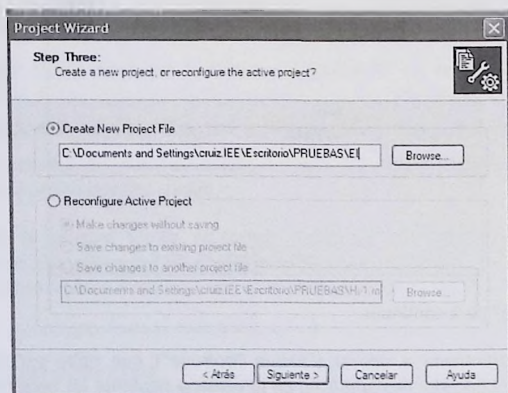 Project Wizard
Step Three:
Create a new project, or reconfigure the active project?
Create New Project File
C:\Documents and Settings\cruiz.IEE\Escritorio\PRUEBAS\El
Browse...
Reconfigure Active Project
Make changes without saving
Save changes to existing project file
Save changes to another project file
C:\Documents and Settings\cruiz.IEE\Escritorio\PRUEBAS\
Browse...
< Atrás
Siguiente >
Cancelar
Ayuda